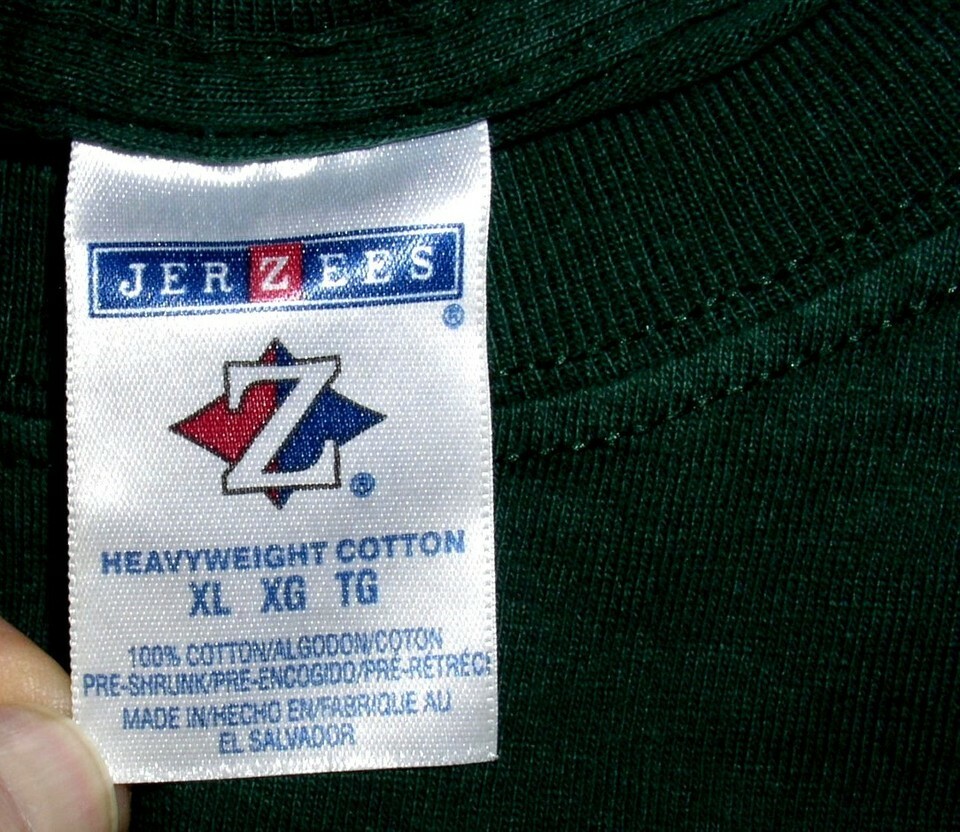 JERZEES
®
Z
®
HEAVYWEIGHT COTTON
XL XG TG
100% COTTON/ALGODON/COTON
PRE-SHRUNK/PRE-ENCOGIDO/PRÉ-RETRÉCI
MADE IN/HECHO EN/FABRIQUE AU
EL SALVADOR